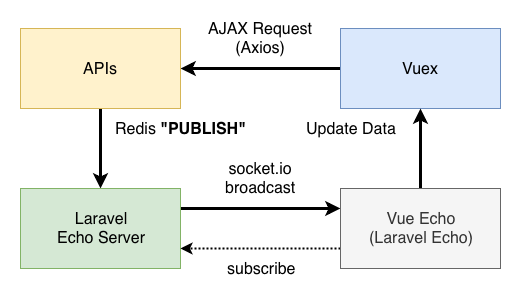 AJAX Request
(Axios)
APIs
Vuex
Redis "PUBLISH"
Update Data
socket.io
broadcast
Laravel
Echo Server
Vue Echo
(Laravel Echo)
subscribe